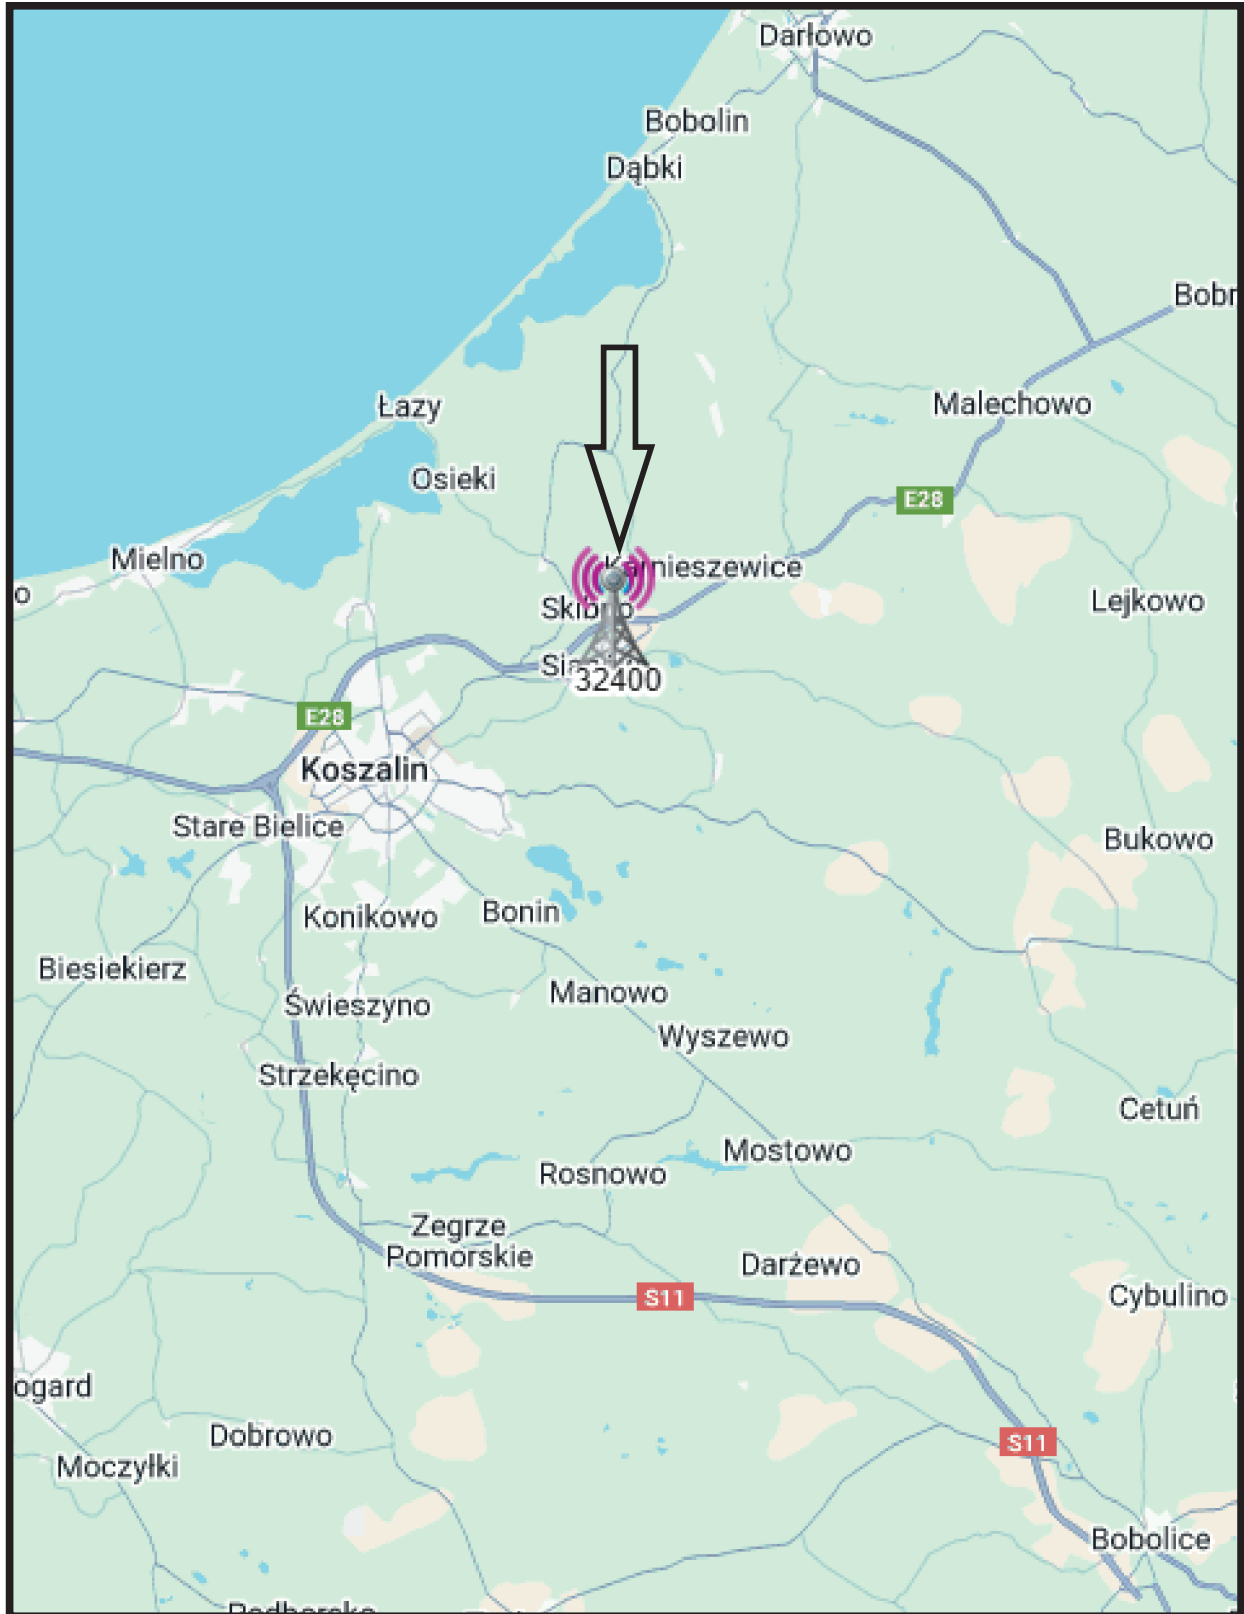 Darłowo
Bobolin
Dąbki
Bobr
Łazy
Malechowo
Osieki
E28
Mielno
Karnieszewice
o
Skibno
Lejkowo
32400
E28
Koszalin
Stare Bielice
Bukowo
Konikowo
Bonin
Biesiekierz
Manowo
Świeszyno
Wyszewo
Strzekęcino
Cetuń
Mostowo
Rosnowo
Zegrze
Pomorskie
Darżewo
Cybulino
S11
ogard
Dobrowo
S11
Moczyłki
Bobolice